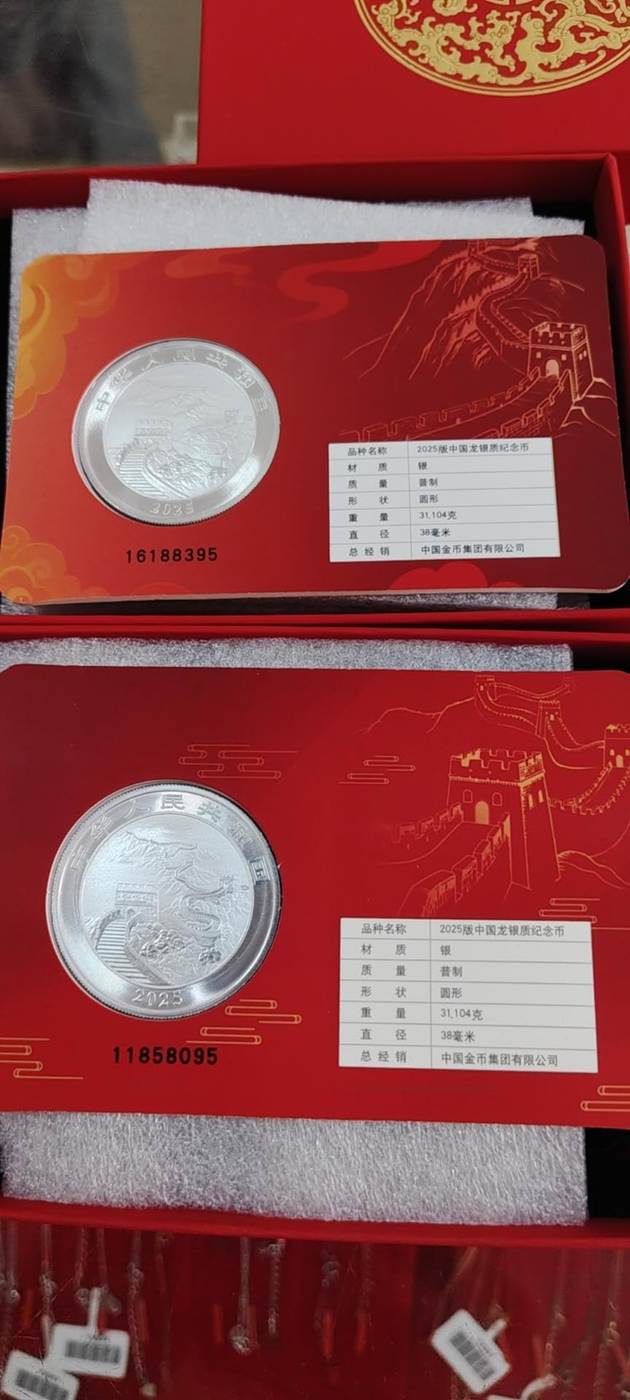 中华人民共和国
2025
16188395
品种名称 2025版中国龙银质纪念币
材 质 银
质 量 普制
形 状 圆形
重 量 31.104克
直 径 38毫米
总 经 销 中国金币集团有限公司
中华人民共和国
2025
11858095
品种名称 2025版中国龙银质纪念币
材 质 银
质 量 普制
形 状 圆形
重 量 31.104克
直 径 38毫米
总 经 销 中国金币集团有限公司